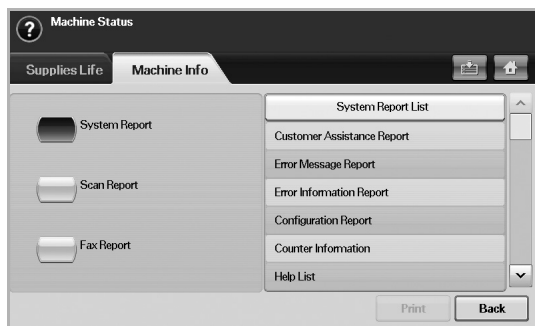 ?
Machine Status
Supplies Life
Machine Info
System Report
Scan Report
Fax Report
System Report List
Customer Assistance Report
Error Message Report
Error Information Report
Configuration Report
Counter Information
Help List
Print
Back